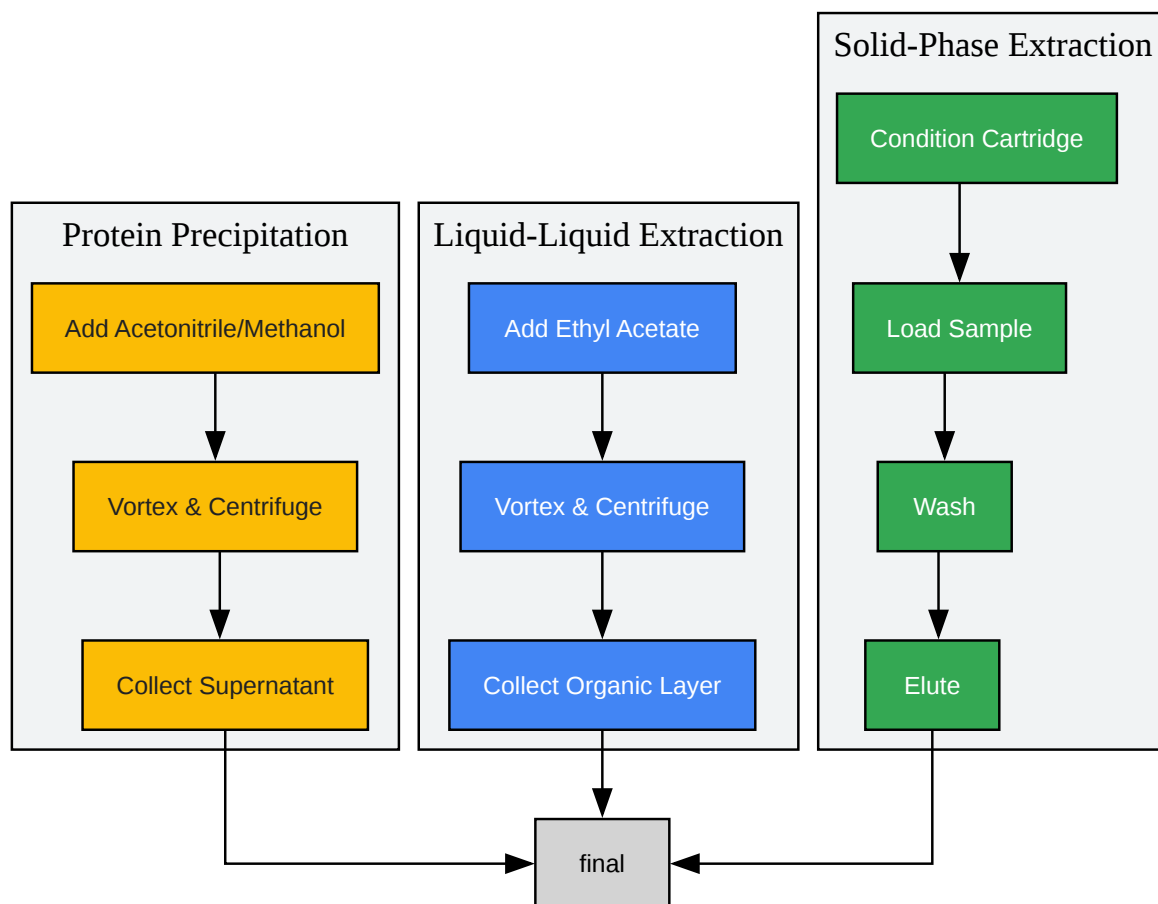 Protein Precipitation
Add Acetonitrile/Methanol
Vortex & Centrifuge
Collect Supernatant
Liquid-Liquid Extraction
Add Ethyl Acetate
Vortex & Centrifuge
Collect Organic Layer
Solid-Phase Extraction
Condition Cartridge
Load Sample
Wash
Elute
final